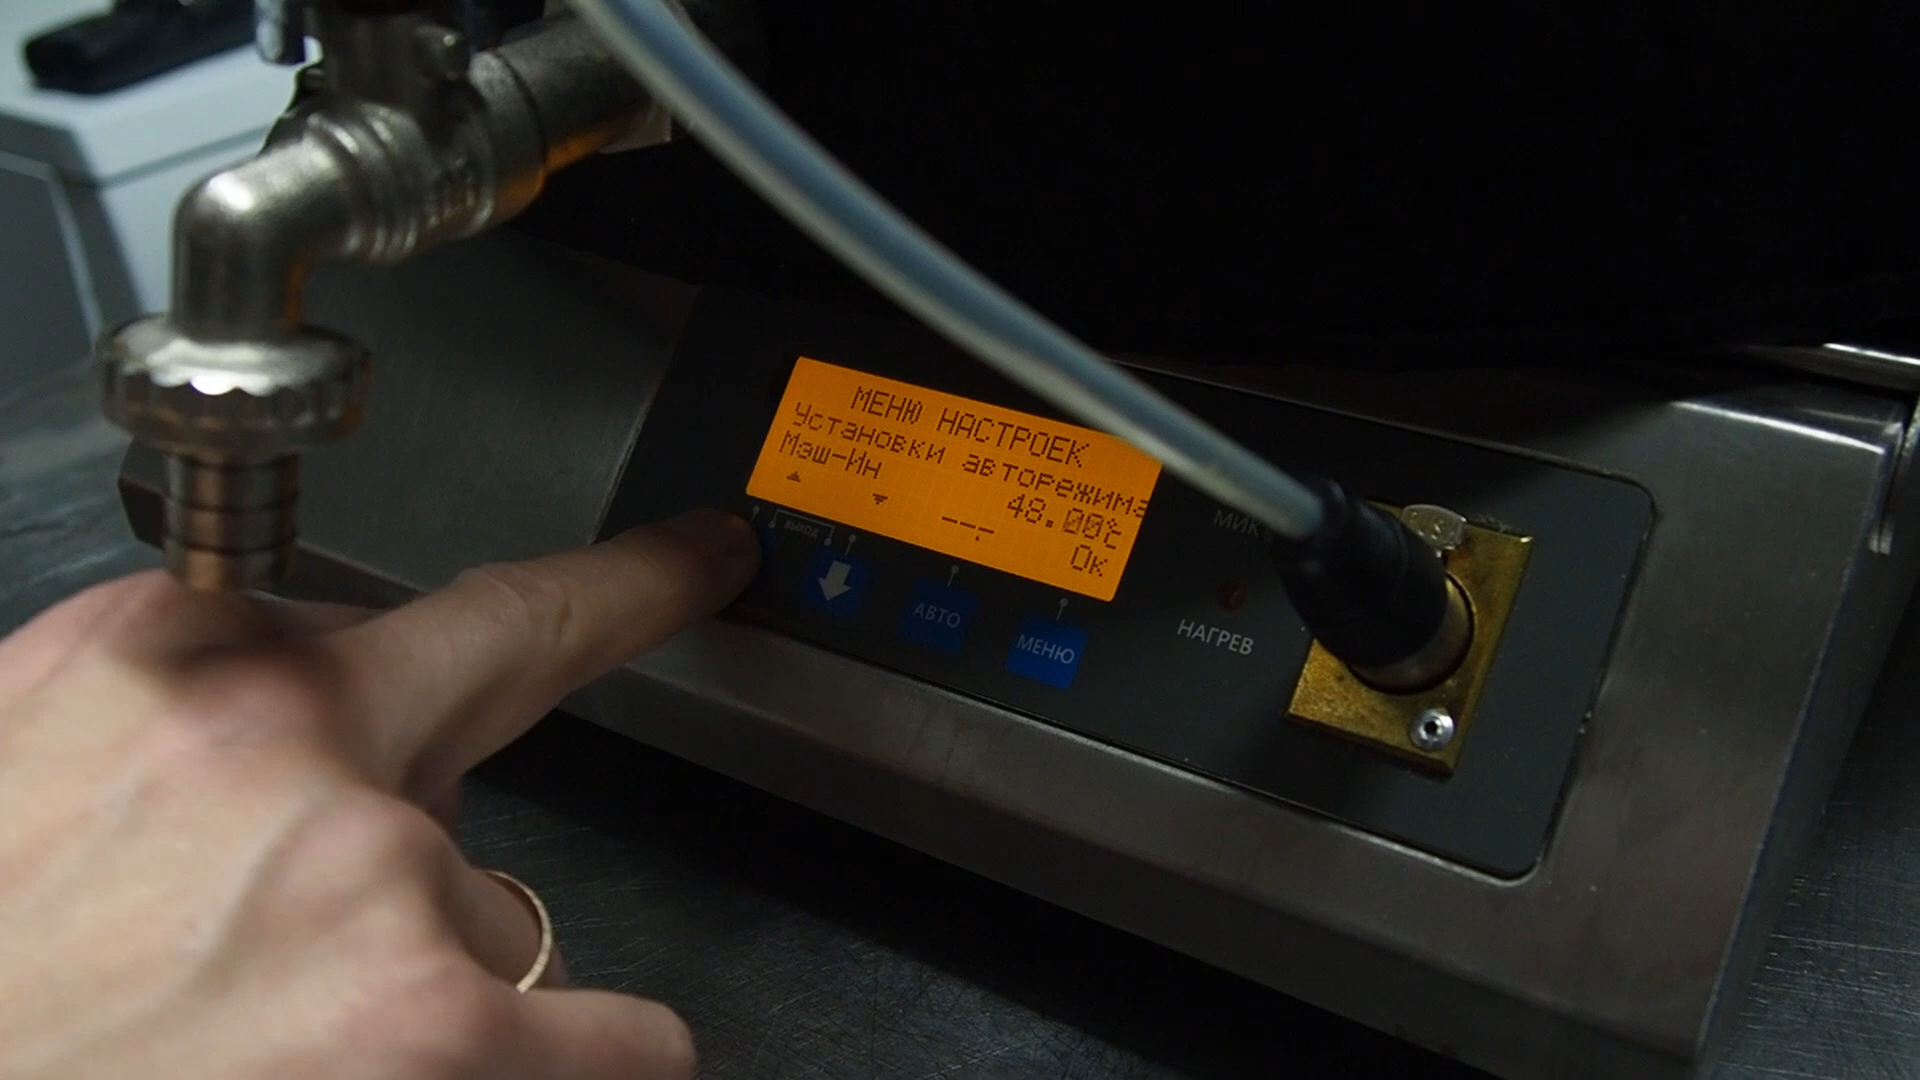 МЕНЮ НАСТРОЕК
Установки авторежима
Мэш-Ин
48.00°C
--- Ок
ВЫХОД
АВТО
МЕНЮ
НАГРЕВ